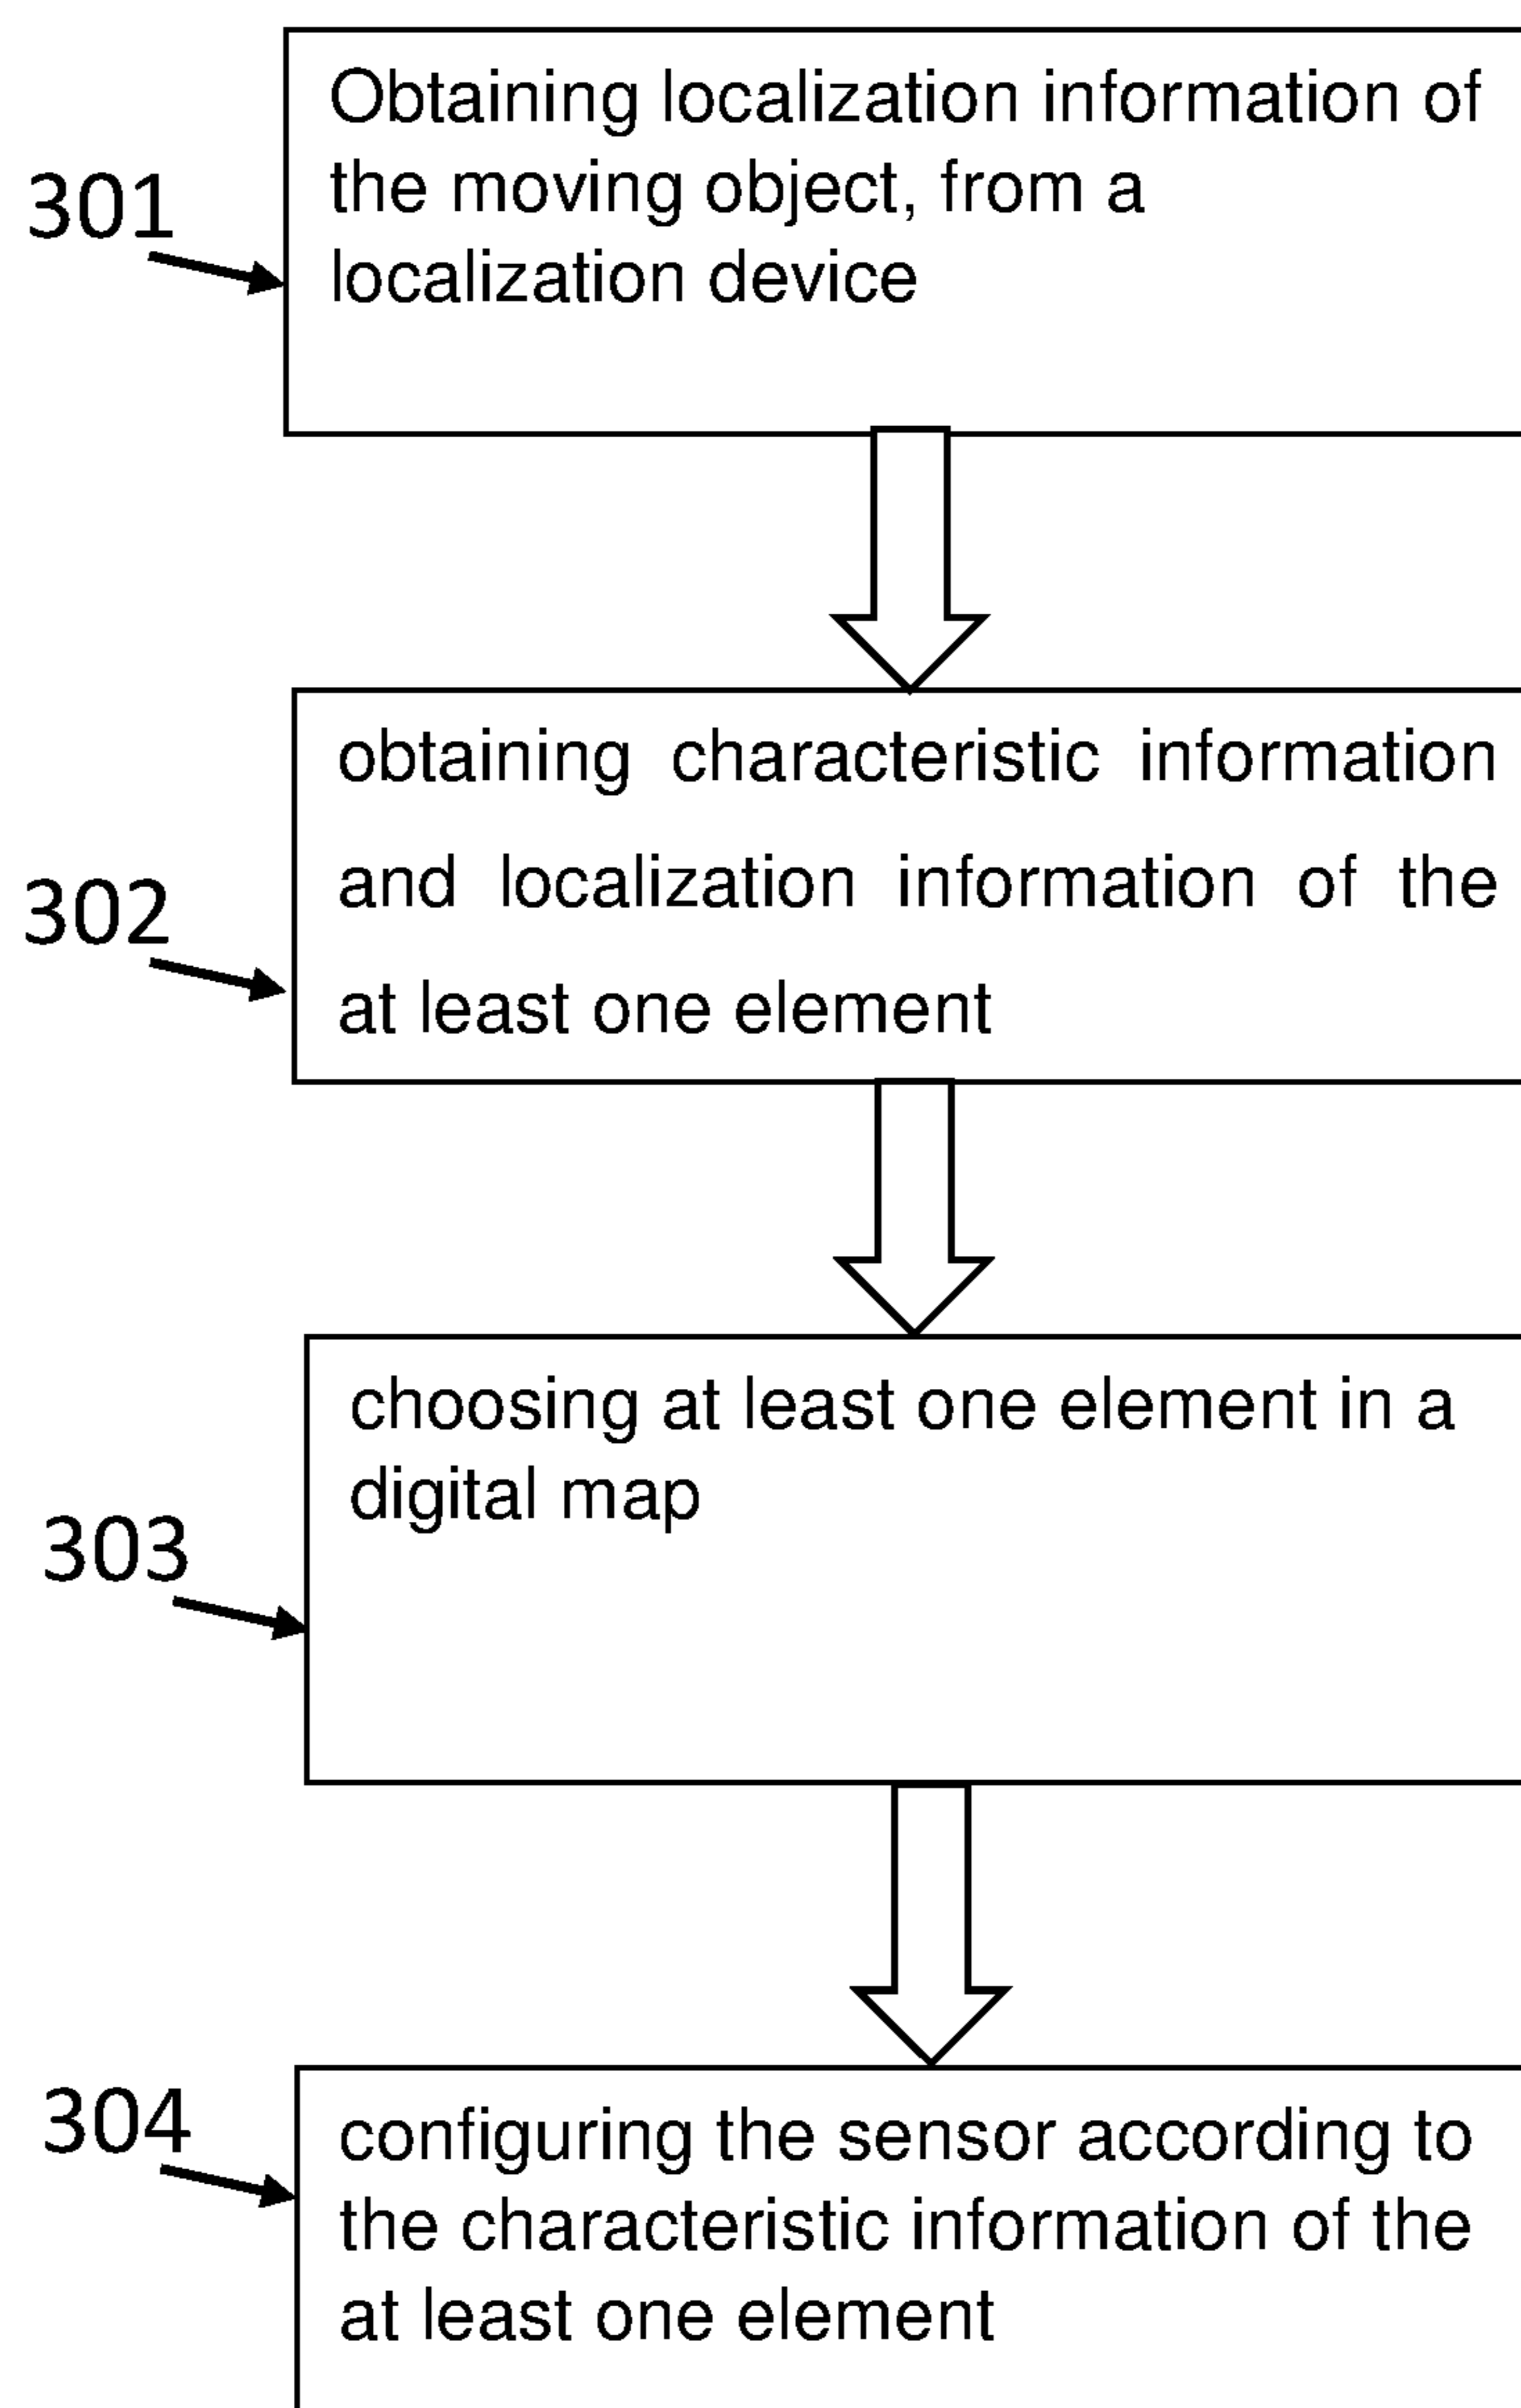 Obtaining localization information of
the moving object, from a
localization device
301
obtaining characteristic information
and localization information of the
at least one element
302
choosing at least one element in a
digital map
303
configuring the sensor according to
the characteristic information of the
at least one element
304